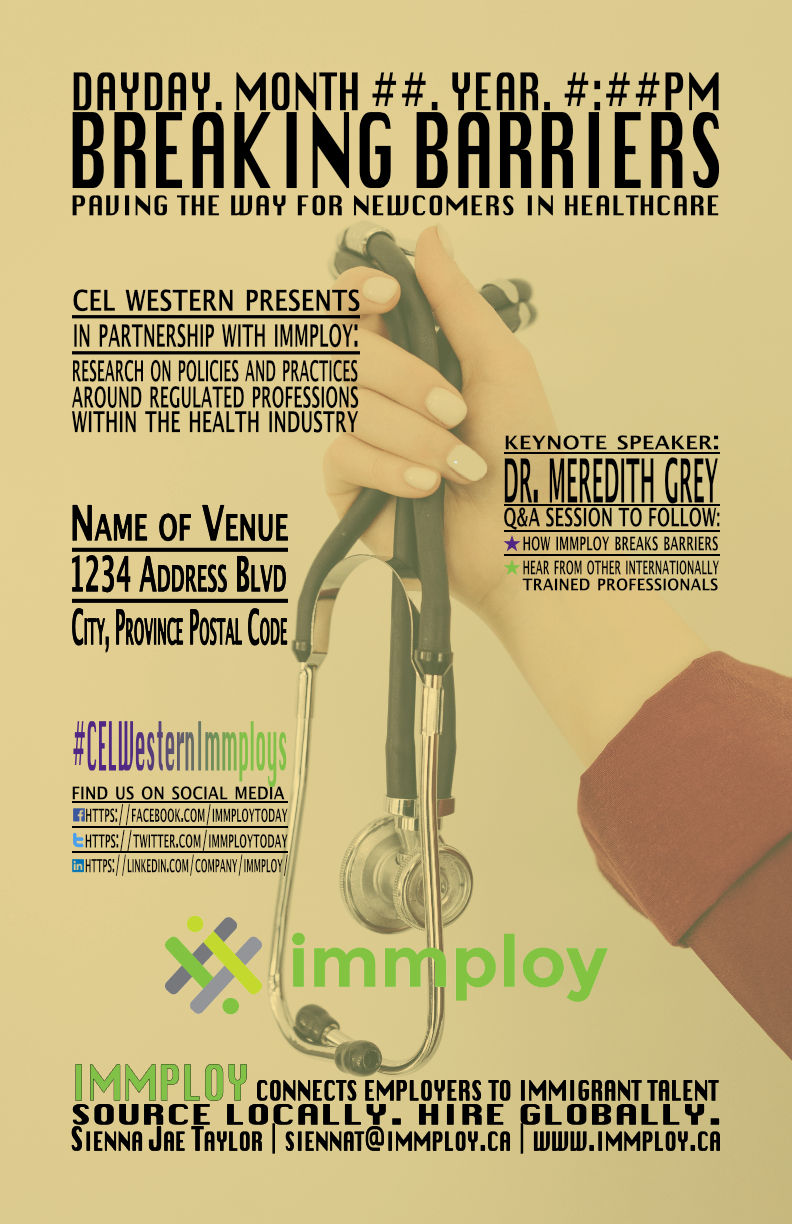 DAYDAY. MONTH ##. YEAR. #:##PM
BREAKING BARRIERS
PAVING THE WAY FOR NEWCOMERS IN HEALTHCARE
CEL WESTERN PRESENTS
IN PARTNERSHIP WITH IMMPLOY:
RESEARCH ON POLICIES AND PRACTICES
AROUND REGULATED PROFESSIONS
WITHIN THE HEALTH INDUSTRY
KEYNOTE SPEAKER:
DR. MEREDITH GREY
Q&A SESSION TO FOLLOW:
HOW IMMPLOY BREAKS BARRIERS
HEAR FROM OTHER INTERNATIONALLY
TRAINED PROFESSIONALS
NAME OF VENUE
1234 ADDRESS BLVD
CITY, PROVINCE POSTAL CODE
#CELWesternImmploys
FIND US ON SOCIAL MEDIA
HTTPS://FACEBOOK.COM/IMMPLOYTODAY
HTTPS://TWITTER.COM/IMMPLOYTODAY
HTTPS://LINKEDIN.COM/COMPANY/IMMPLOY/
immploy
IMMPLOY CONNECTS EMPLOYERS TO IMMIGRANT TALENT
SOURCE LOCALLY. HIRE GLOBALLY.
SIENNA JAE TAYLOR | SIENNAT@IMMPLOY.CA | WWW.IMMPLOY.CA